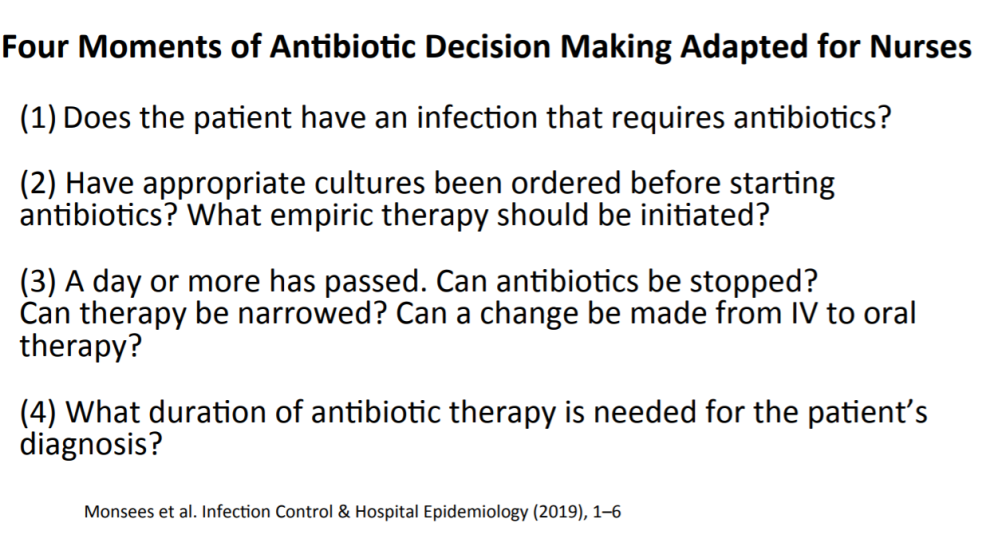 Four Moments of Antibiotic Decision Making Adapted for Nurses
(1) Does the patient have an infection that requires antibiotics?
(2) Have appropriate cultures been ordered before starting
antibiotics? What empiric therapy should be initiated?
(3) A day or more has passed. Can antibiotics be stopped?
Can therapy be narrowed? Can a change be made from IV to oral
therapy?
(4) What duration of antibiotic therapy is needed for the patient’s
diagnosis?
Monsees et al. Infection Control & Hospital Epidemiology (2019), 1–6